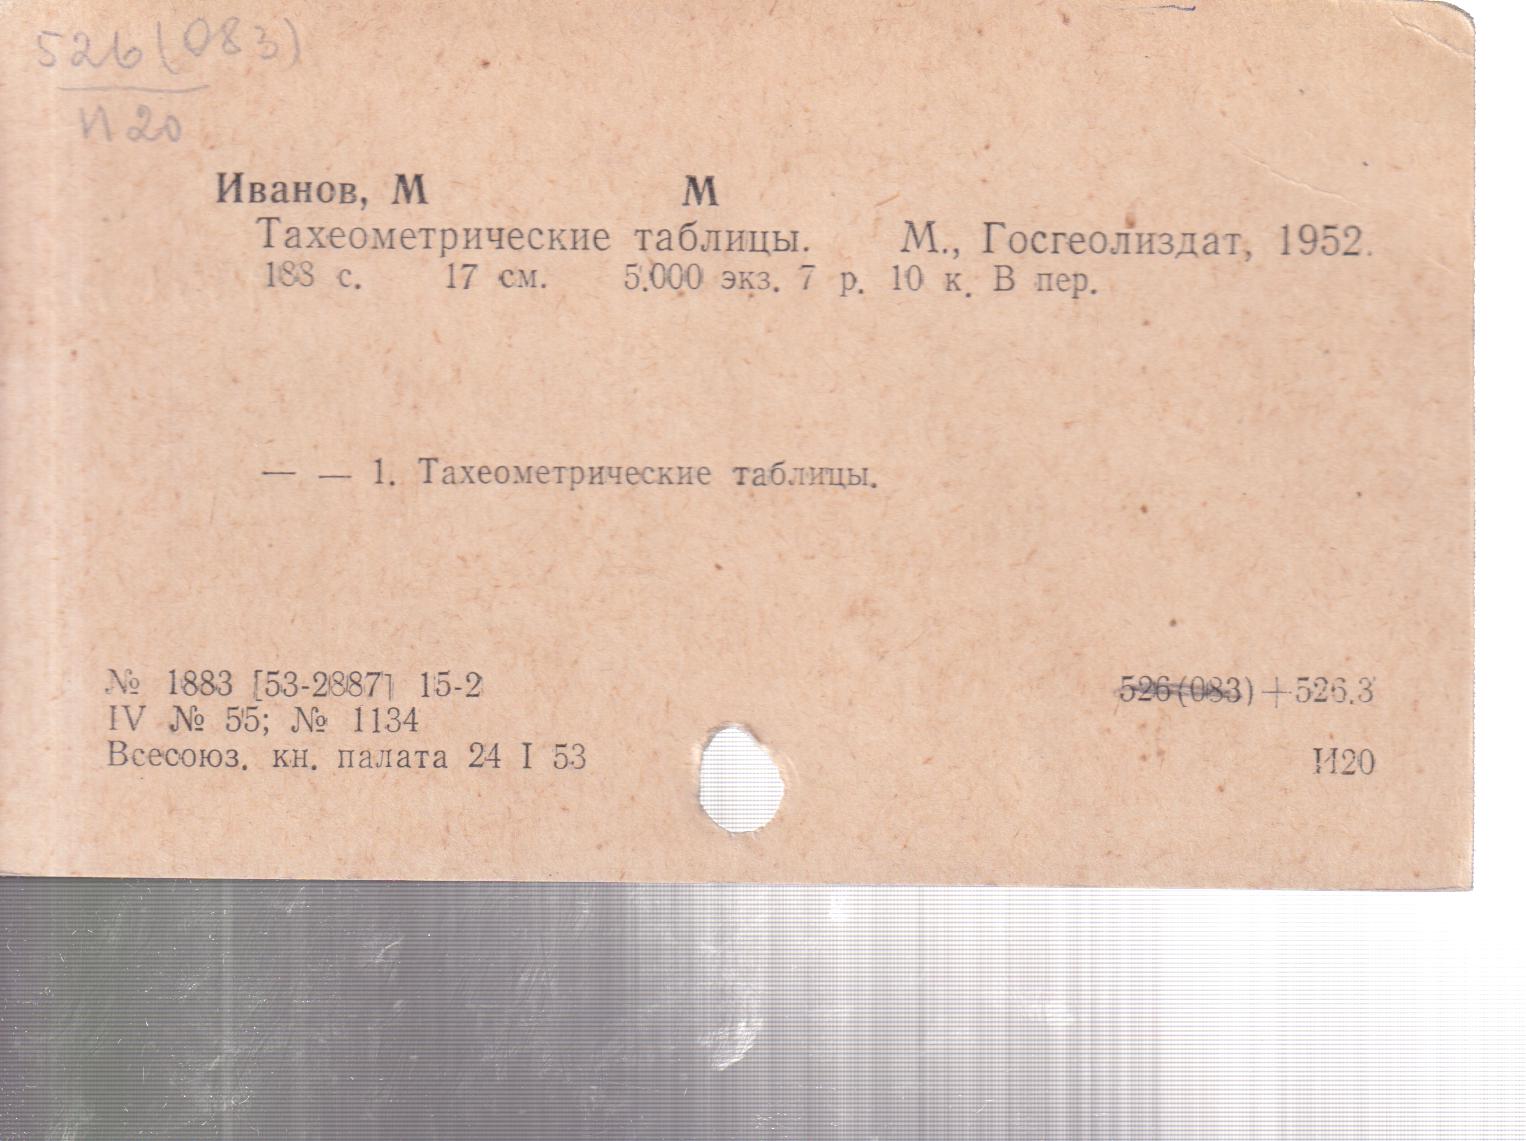 526(083)
И20
Иванов, М М
Тахеометрические таблицы. М., Госгеолиздат, 1952.
188 с. 17 см. 5.000 экз. 7 р. 10 к. В пер.
— — 1. Тахеометрические таблицы.
№ 1883 [53-2887] 15-2
IV № 55; № 1134
Всесоюз. кн. палата 24 I 53
526(083)+526.3
И20